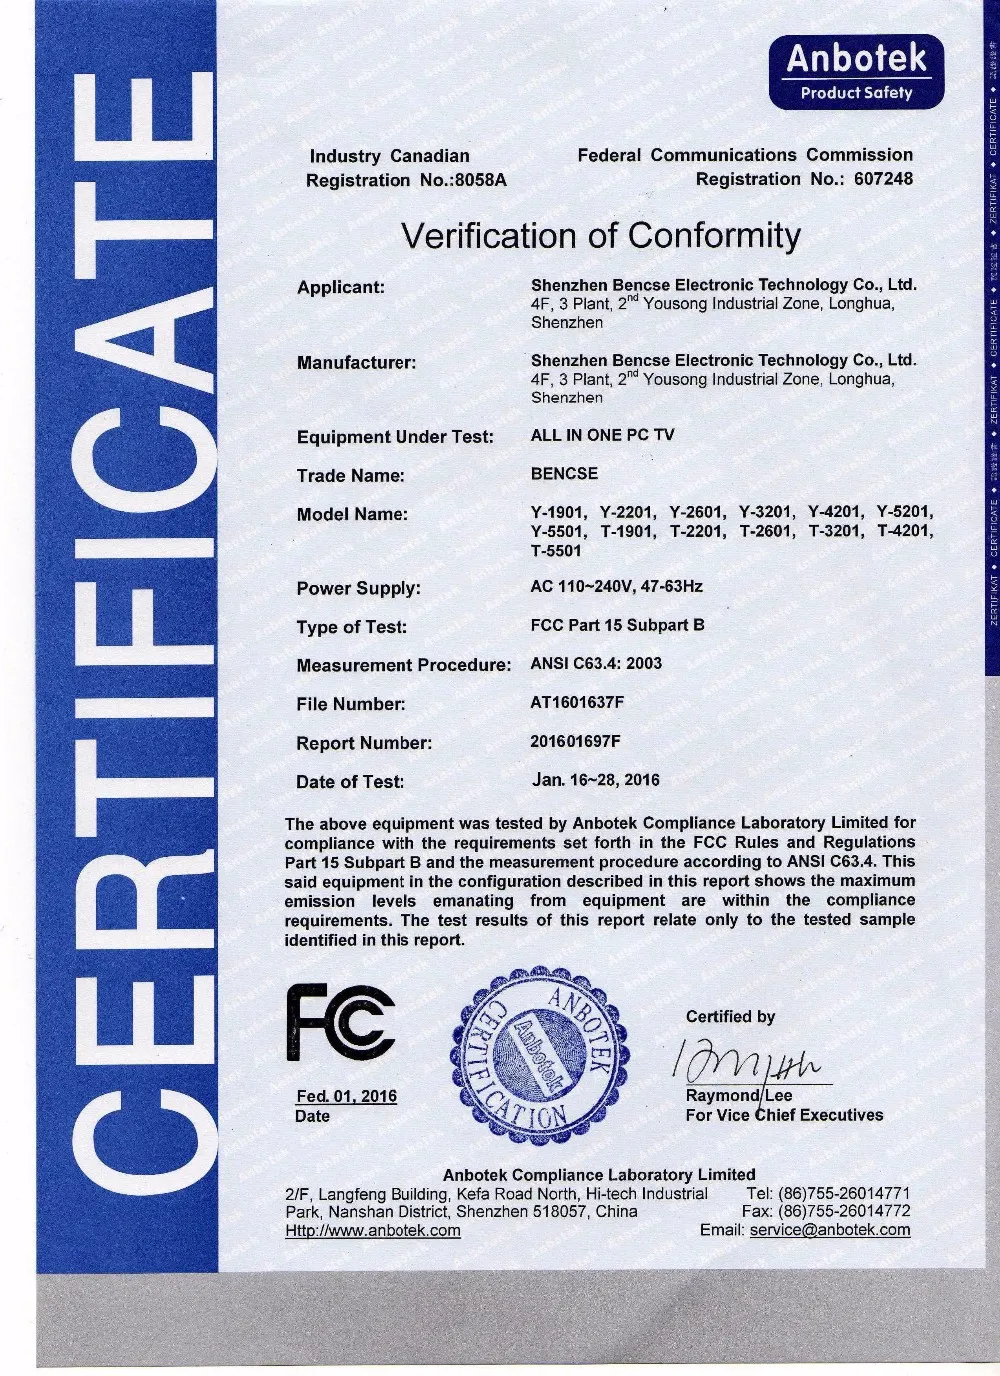 Anbotek
Product Safety
CERTIFICATE
Industry Canadian
Registration No.:8058A
Federal Communications Commission
Registration No.: 607248
Verification of Conformity
Applicant: Shenzhen Bencse Electronic Technology Co., Ltd.
4F, 3 Plant, 2nd Yousong Industrial Zone, Longhua,
Shenzhen
Manufacturer: Shenzhen Bencse Electronic Technology Co., Ltd.
4F, 3 Plant, 2nd Yousong Industrial Zone, Longhua,
Shenzhen
Equipment Under Test: ALL IN ONE PC TV
Trade Name: BENCSE
Model Name: Y-1901, Y-2201, Y-2601, Y-3201, Y-4201, Y-5201,
Y-5501, T-1901, T-2201, T-2601, T-3201, T-4201,
T-5501
Power Supply: AC 110~240V, 47-63Hz
Type of Test: FCC Part 15 Subpart B
Measurement Procedure: ANSI C63.4: 2003
File Number: AT1601637F
Report Number: 201601697F
Date of Test: Jan. 16~28, 2016
The above equipment was tested by Anbotek Compliance Laboratory Limited for
compliance with the requirements set forth in the FCC Rules and Regulations
Part 15 Subpart B and the measurement procedure according to ANSI C63.4. This
said equipment in the configuration described in this report shows the maximum
emission levels emanating from equipment are within the compliance
requirements. The test results of this report relate only to the tested sample
identified in this report.
FCC
Fed. 01, 2016
Date
ANBOTEK
Anbotek
CERTIFICATION
Certified by
Raymond Lee
For Vice Chief Executives
Anbotek Compliance Laboratory Limited
2/F, Langfeng Building, Kefa Road North, Hi-tech Industrial
Park, Nanshan District, Shenzhen 518057, China
Http://www.anbotek.com
Tel: (86)755-26014771
Fax: (86)755-26014772
Email: service@anbotek.com
ZERTIFIKAT ◆ CERTIFICATE ◆ ◆ ZERTIFIKAT ◆ CERTIFICATE ◆ ◆ ZERTIFIKAT ◆ CERTIFICATE ◆